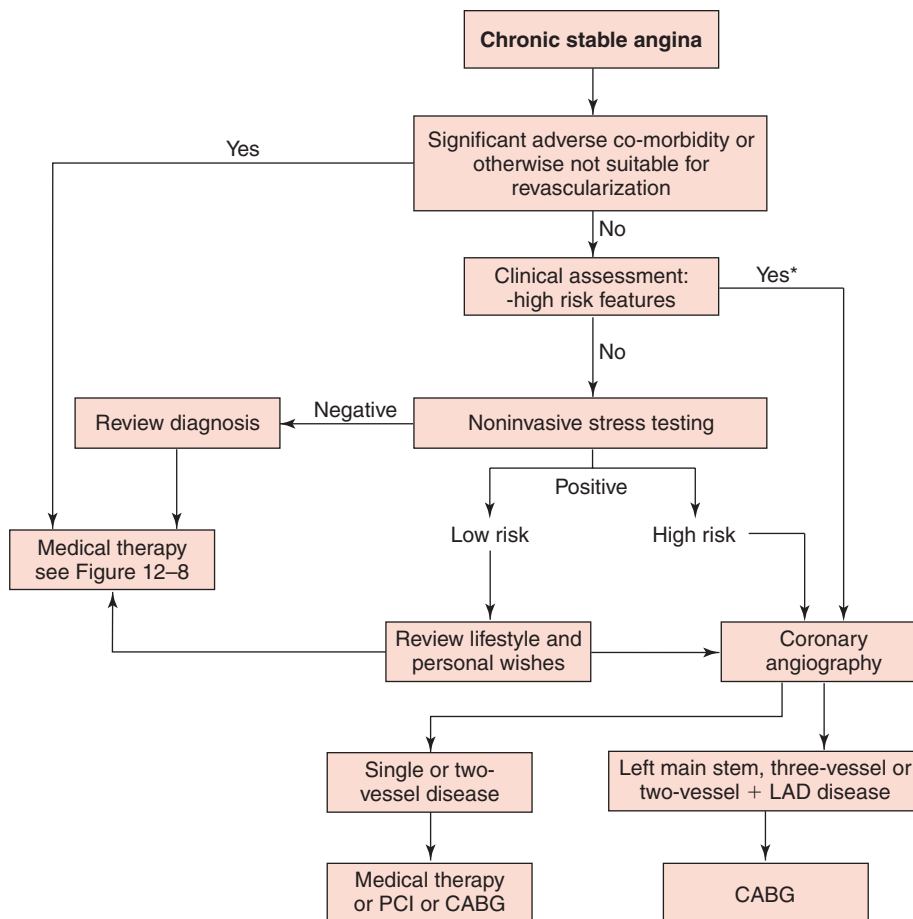 Chronic stable angina
Yes
Significant adverse co-morbidity or
otherwise not suitable for
revascularization
No
Clinical assessment:
-high risk features
Yes*
No
Review diagnosis
Negative
Noninvasive stress testing
Positive
Low risk
High risk
Medical therapy
see Figure 12–8
Review lifestyle and
personal wishes
Coronary
angiography
Single or two-
vessel disease
Left main stem, three-vessel or
two-vessel + LAD disease
Medical therapy
or PCI or CABG
CABG